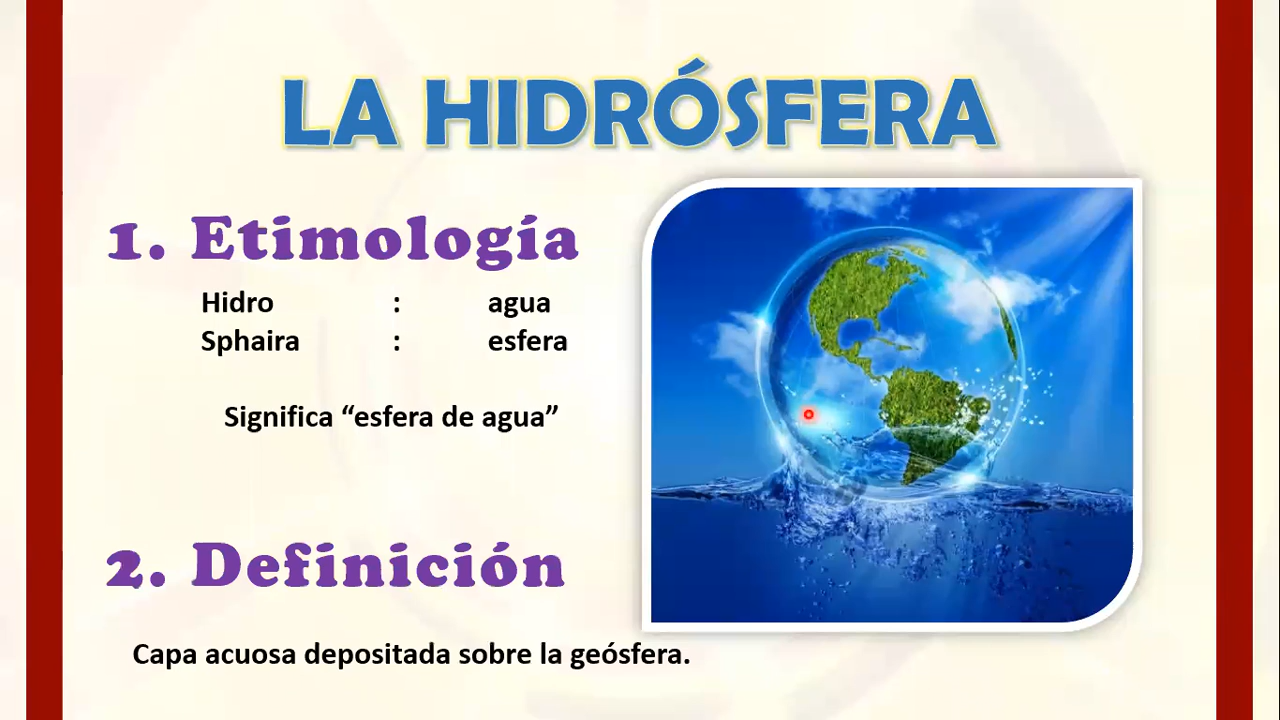 LA HIDRÓSFERA
1. Etimología
Hidro : agua
Sphaira : esfera
Significa “esfera de agua”
2. Definición
Capa acuosa depositada sobre la geósfera.